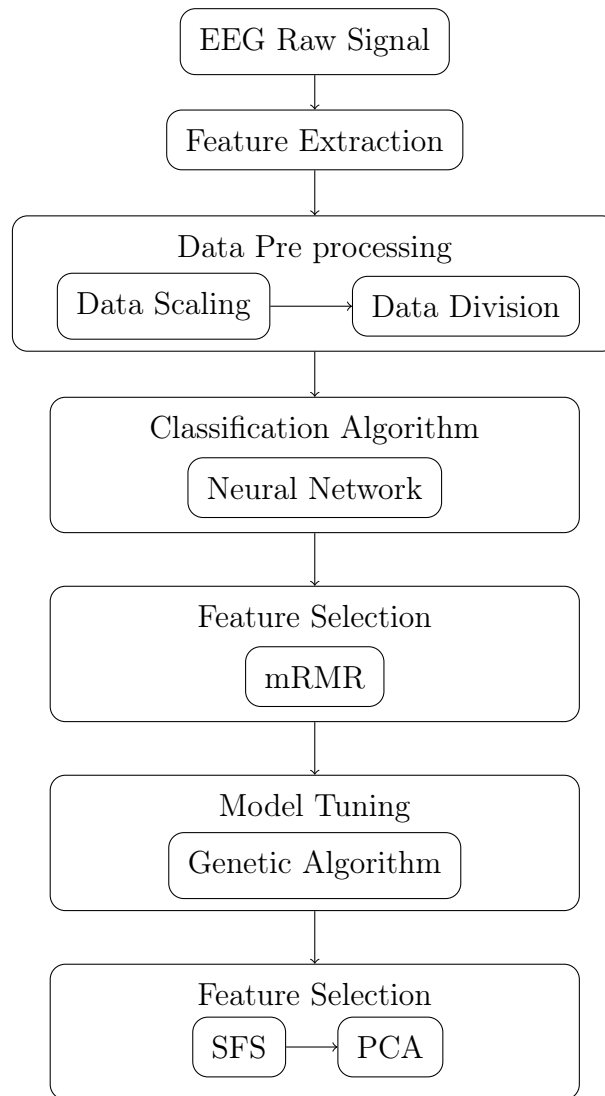 EEG Raw Signal
Feature Extraction
Data Pre processing
Data Scaling
Data Division
Classification Algorithm
Neural Network
Feature Selection
mRMR
Model Tuning
Genetic Algorithm
Feature Selection
SFS
PCA